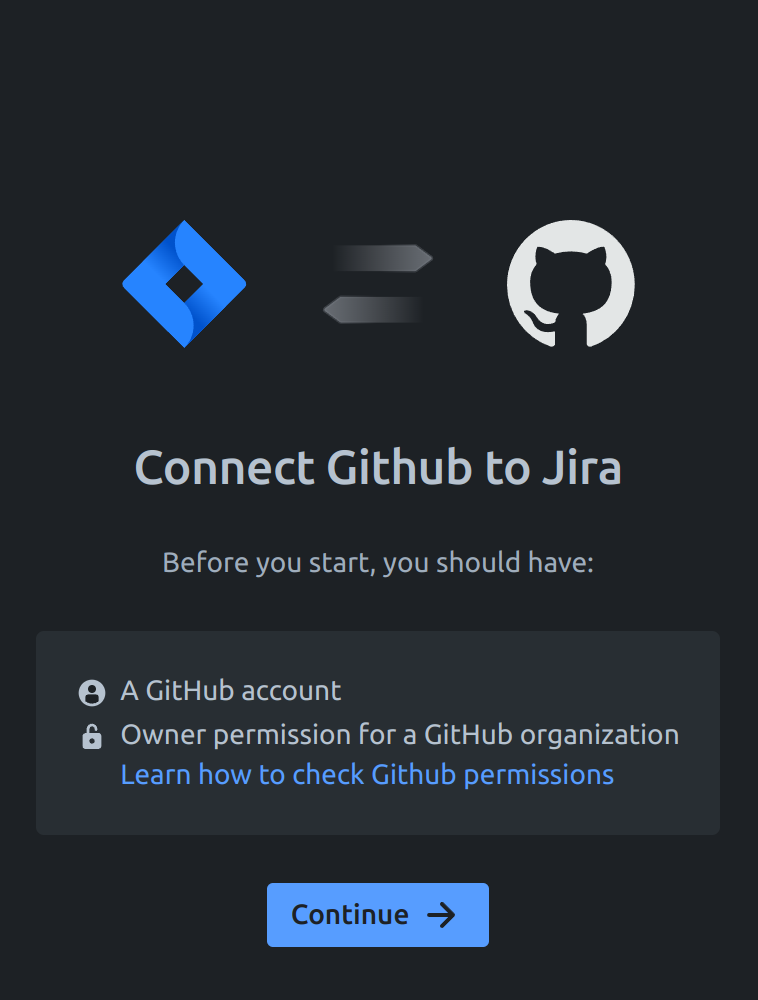 Connect Github to Jira
Before you start, you should have:
A GitHub account
Owner permission for a GitHub organization
Learn how to check Github permissions
Continue